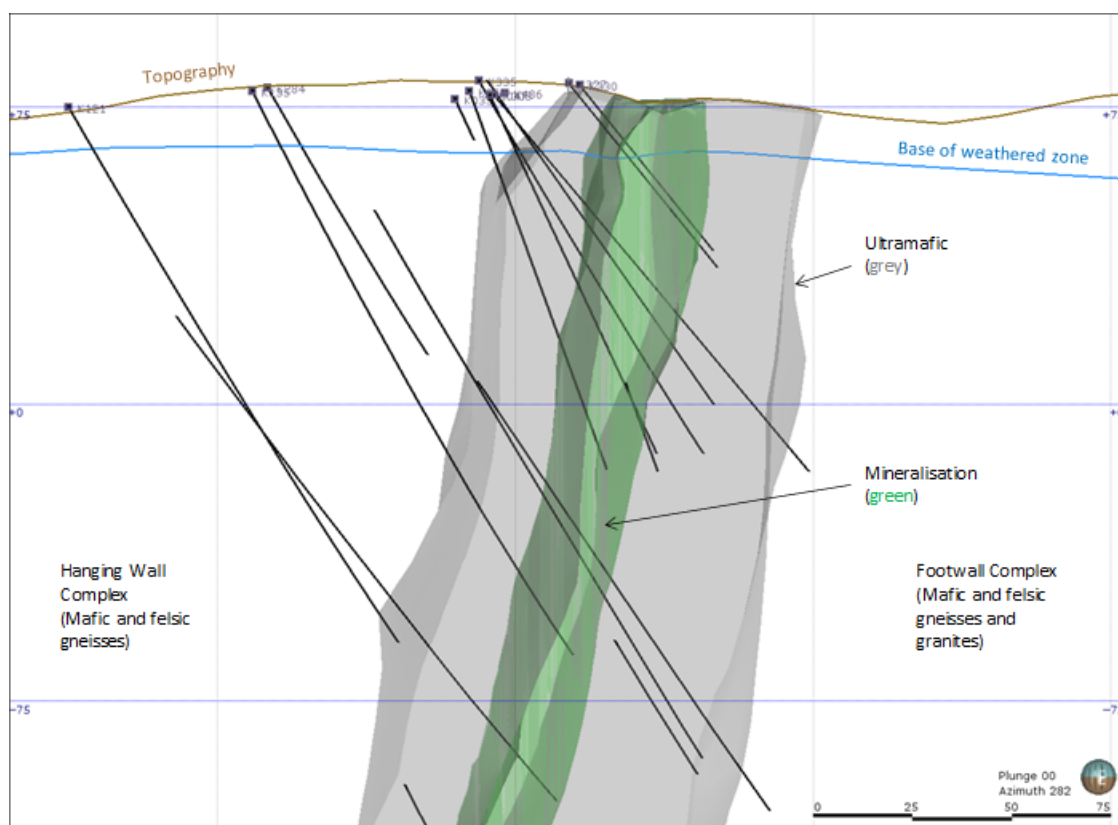 Topography
K121
+75
Base of weathered zone
Ultramafic
(grey)
+0
Mineralisation
(green)
Hanging Wall
Complex
(Mafic and felsic
gneisses)
Footwall Complex
(Mafic and felsic
gneisses and
granites)
-75
Plunge 00
Azimuth 282
0 25 50 75